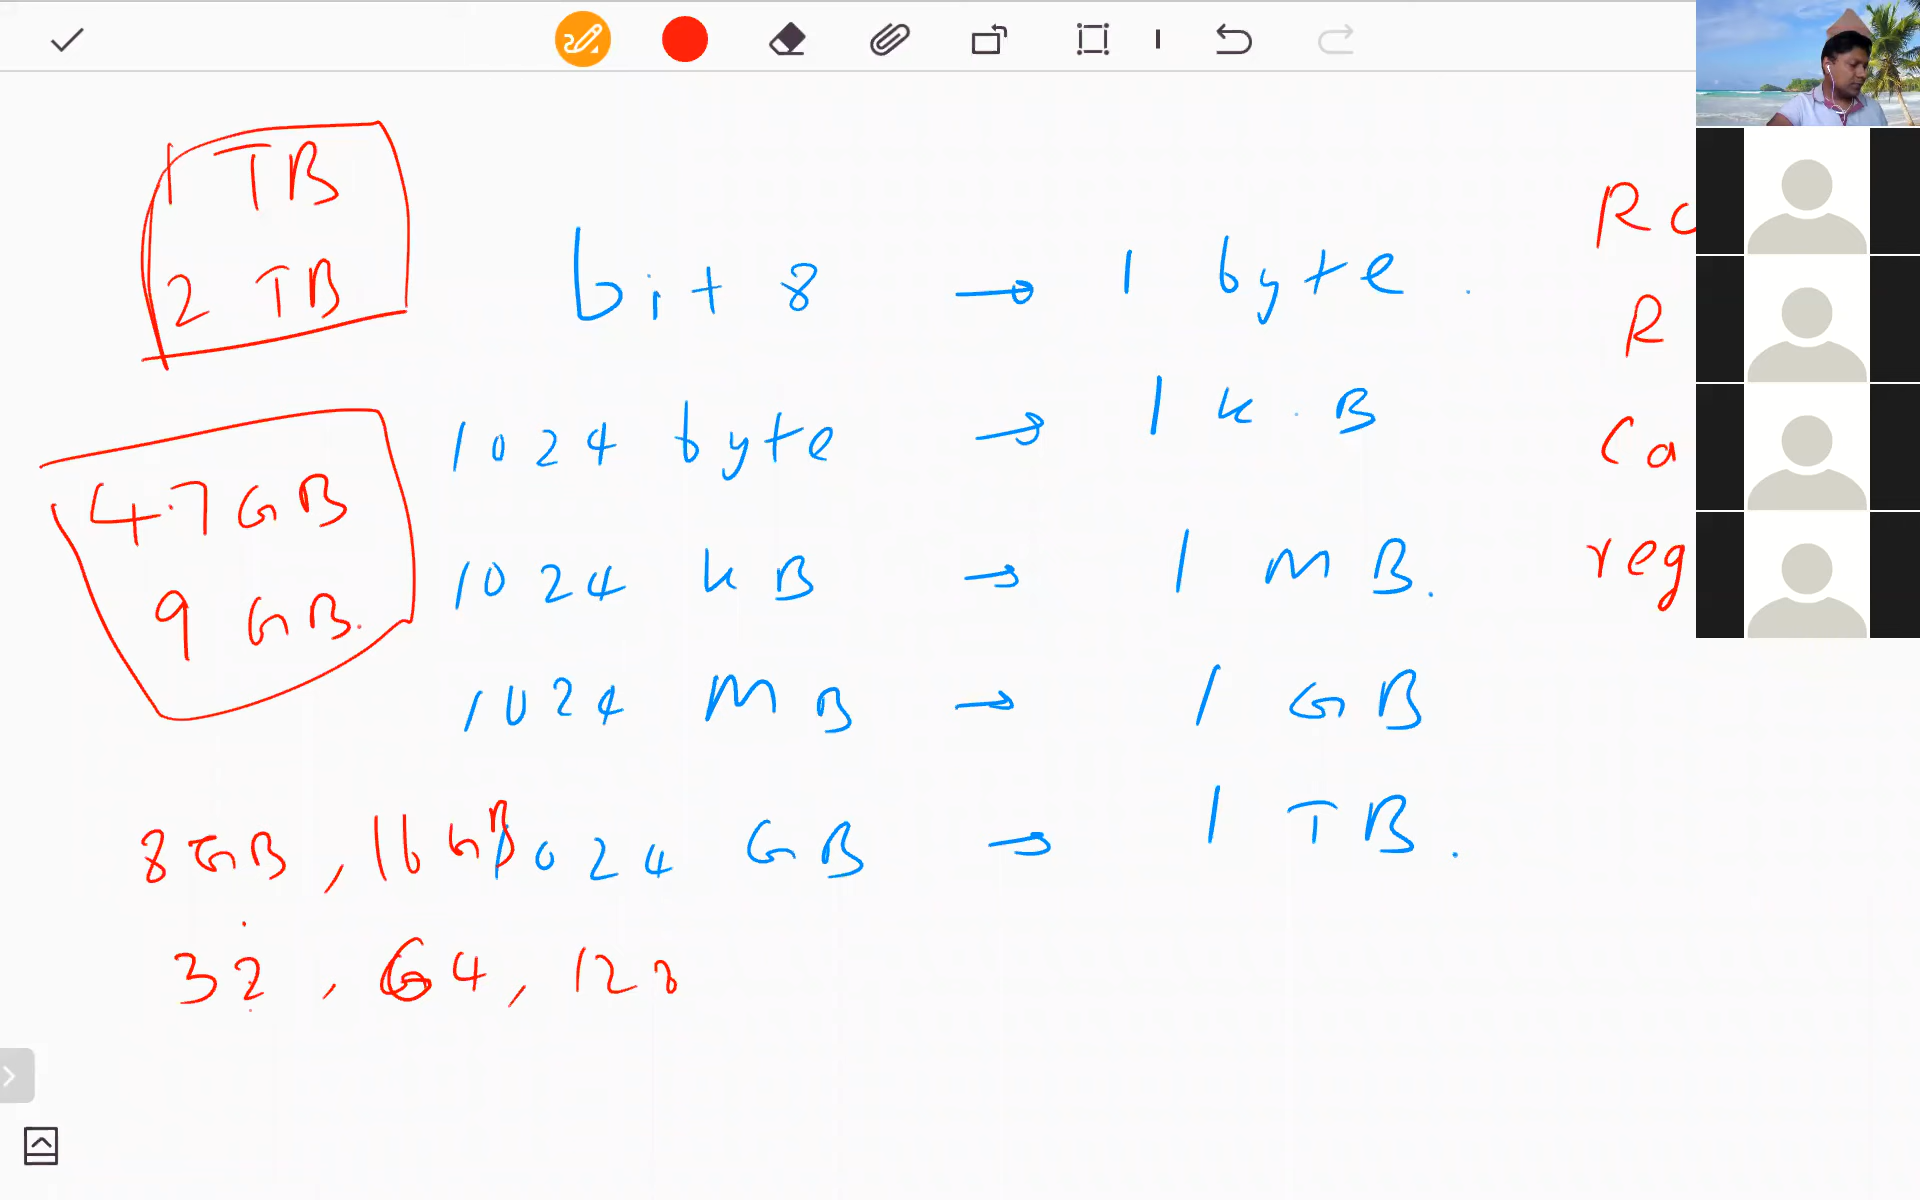 1 TB
2 TB
4.7 GB
9 GB.
bit 8 → 1 byte.
1024 byte → 1 k.B
1024 kB → 1 MB.
1024 MB → 1 GB
1024 GB → 1 TB.
8 GB, 16 GB
32, 64, 128
R
Ca
reg